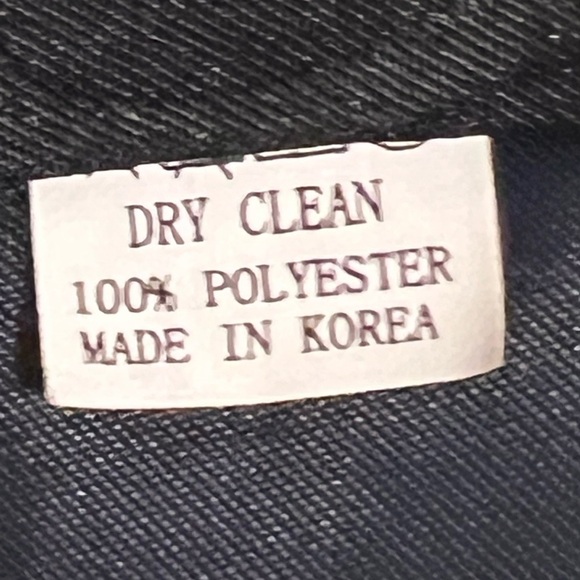 DRY CLEAN
100% POLYESTER
MADE IN KOREA